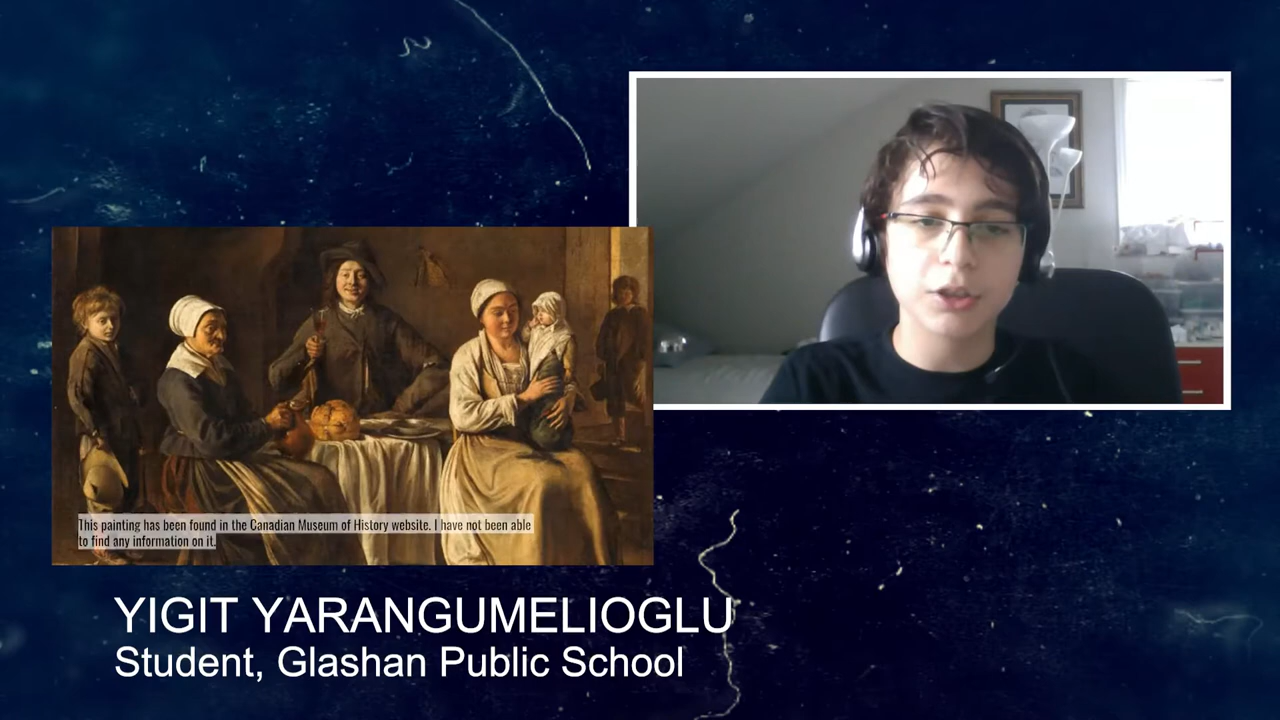 This painting has been found in the Canadian Museum of History website. I have not been able
to find any information on it.
YIGIT YARANGUMELIOGLU
Student, Glashan Public School